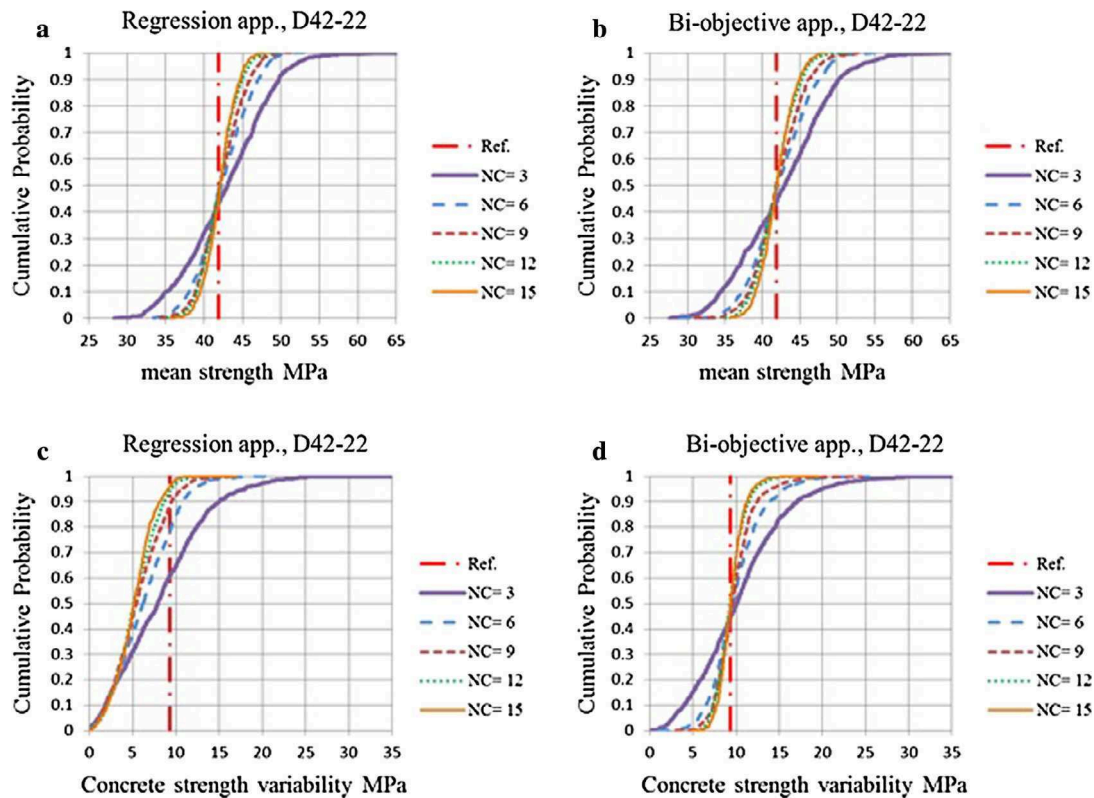 a
Regression app., D42-22
Cumulative Probability
1
0.9
0.8
0.7
0.6
0.5
0.4
0.3
0.2
0.1
0
25 30 35 40 45 50 55 60 65
mean strength MPa
Ref.
NC= 3
NC= 6
NC= 9
NC= 12
NC= 15
b
Bi-objective app., D42-22
Cumulative Probability
1
0.9
0.8
0.7
0.6
0.5
0.4
0.3
0.2
0.1
0
25 30 35 40 45 50 55 60 65
mean strength MPa
Ref.
NC= 3
NC= 6
NC= 9
NC= 12
NC= 15
c
Regression app., D42-22
Cumulative Probability
1
0.9
0.8
0.7
0.6
0.5
0.4
0.3
0.2
0.1
0
0 5 10 15 20 25 30 35
Concrete strength variability MPa
Ref.
NC= 3
NC= 6
NC= 9
NC= 12
NC= 15
d
Bi-objective app., D42-22
Cumulative Probability
1
0.9
0.8
0.7
0.6
0.5
0.4
0.3
0.2
0.1
0
0 5 10 15 20 25 30 35
Concrete strength variability MPa
Ref.
NC= 3
NC= 6
NC= 9
NC= 12
NC= 15